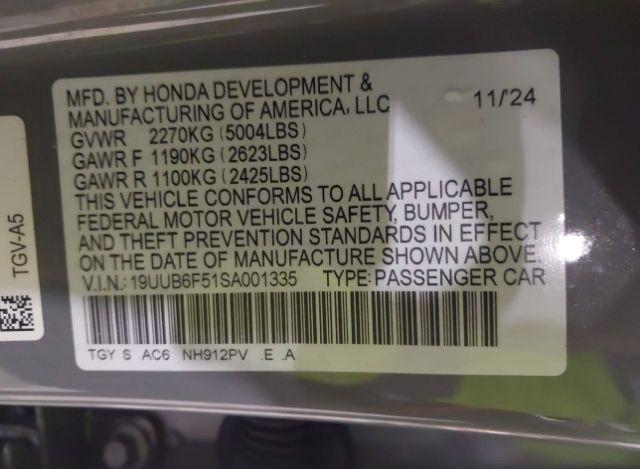 MFD. BY HONDA DEVELOPMENT &
MANUFACTURING OF AMERICA, LLC 11/'24
GVWR 2270KG (5004LBS)
GAWR F 1190KG (2623LBS)
GAWR R 1100KG (2425LBS)
THIS VEHICLE CONFORMS TO ALL APPLICABLE
FEDERAL MOTOR VEHICLE SAFETY, BUMPER,
AND THEFT PREVENTION STANDARDS IN EFFECT
ON THE DATE OF MANUFACTURE SHOWN ABOVE.
V.I.N.: 19UUB6F51SA001335 TYPE: PASSENGER CAR
TGY S AC6 NH912PV .E .A
TGV-A5